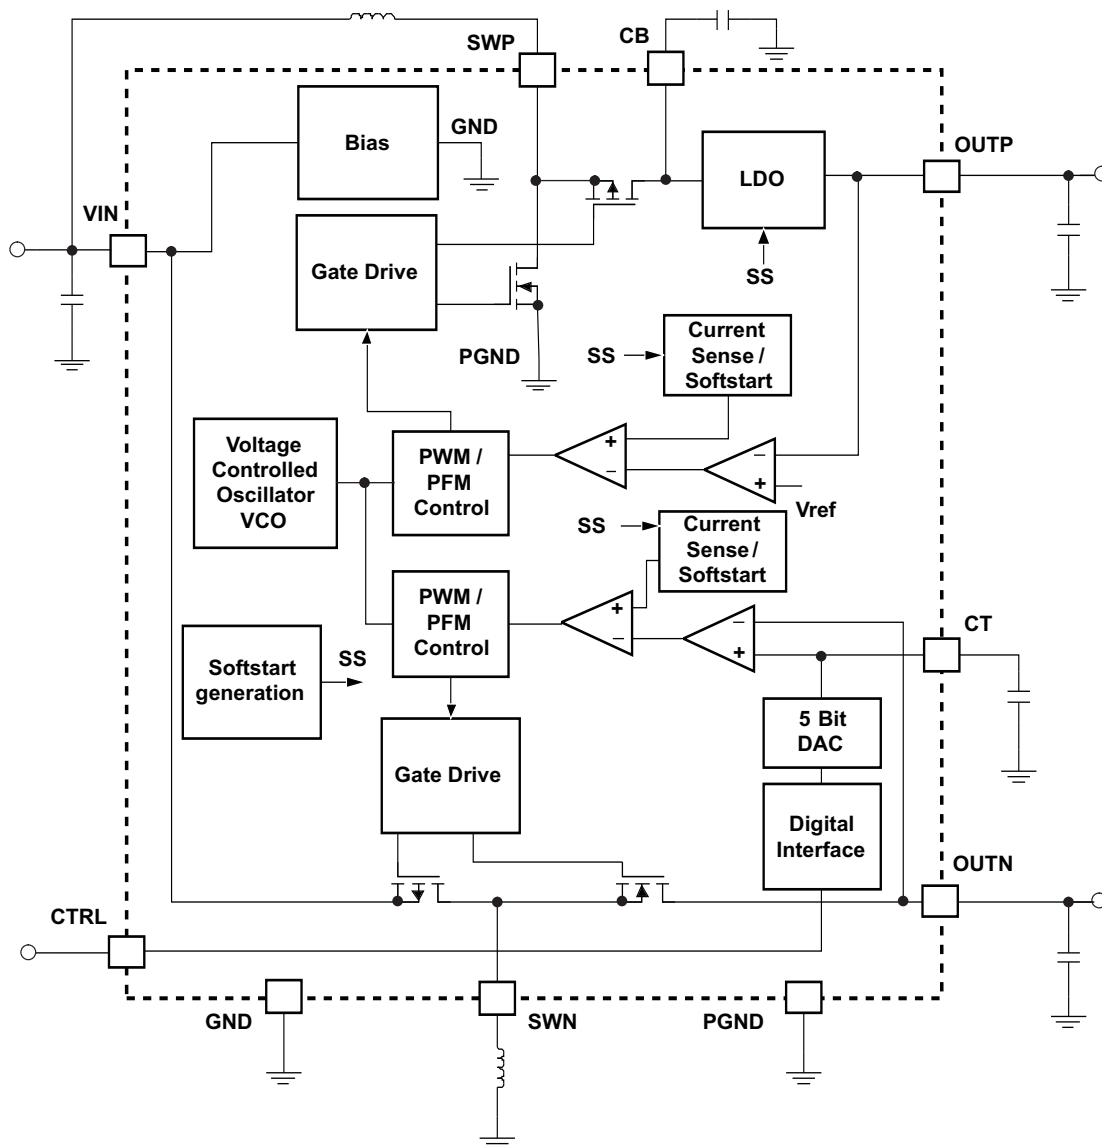 SWP
CB
Bias
GND
LDO
OUTP
VIN
Gate Drive
SS
PGND
SS
Current
Sense /
Softstart
Voltage
Controlled
Oscillator
VCO
PWM /
PFM
Control
+
−
−
+
Vref
SS
Current
Sense /
Softstart
PWM /
PFM
Control
+
−
−
+
CT
Softstart
generation
SS
5 Bit
DAC
Gate Drive
Digital
Interface
OUTN
CTRL
GND
SWN
PGND